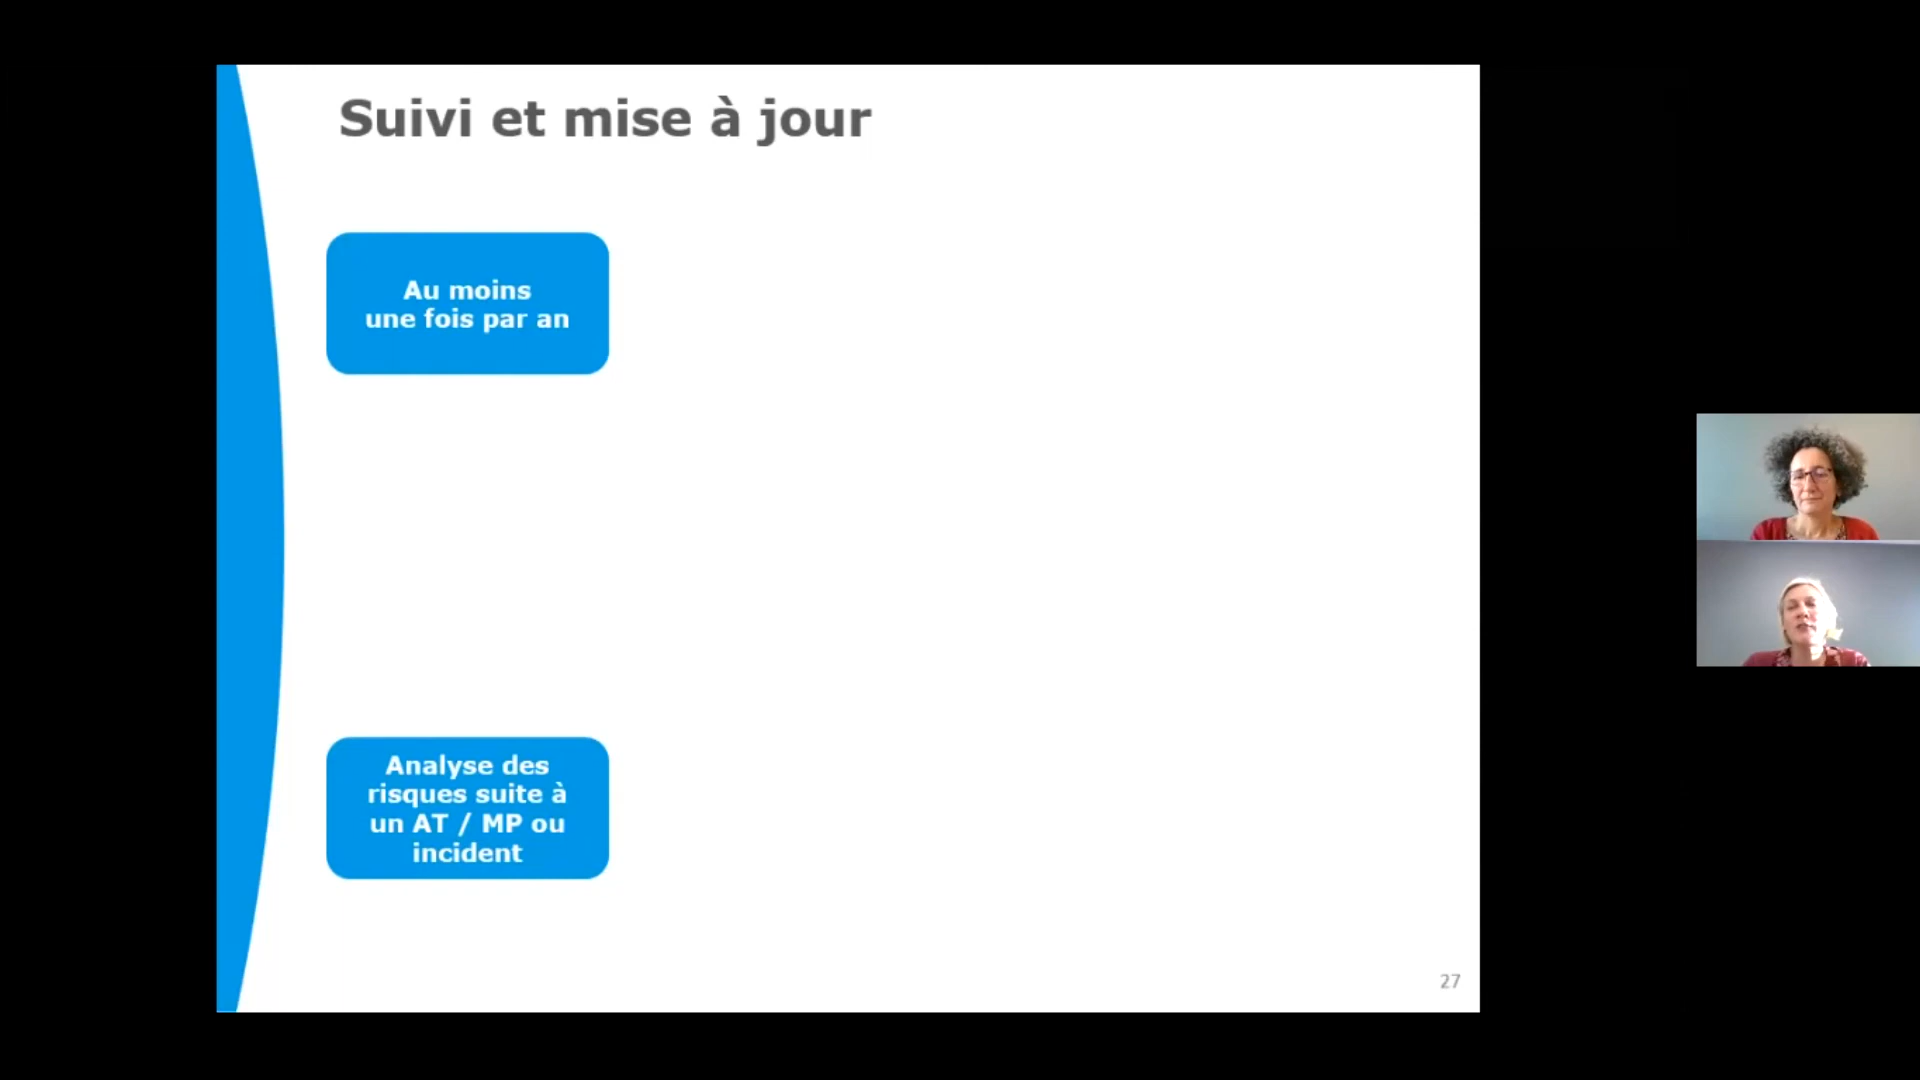 Suivi et mise à jour
Au moins
une fois par an
Analyse des
risques suite à
un AT / MP ou
incident
27